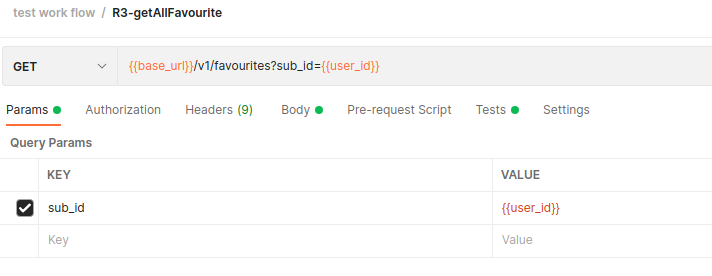 test work flow / R3-getAllFavourite
GET {{base_url}}/v1/favourites?sub_id={{user_id}}
Params Authorization Headers (9) Body Pre-request Script Tests Settings
Query Params
KEY VALUE
sub_id {{user_id}}
Key Value